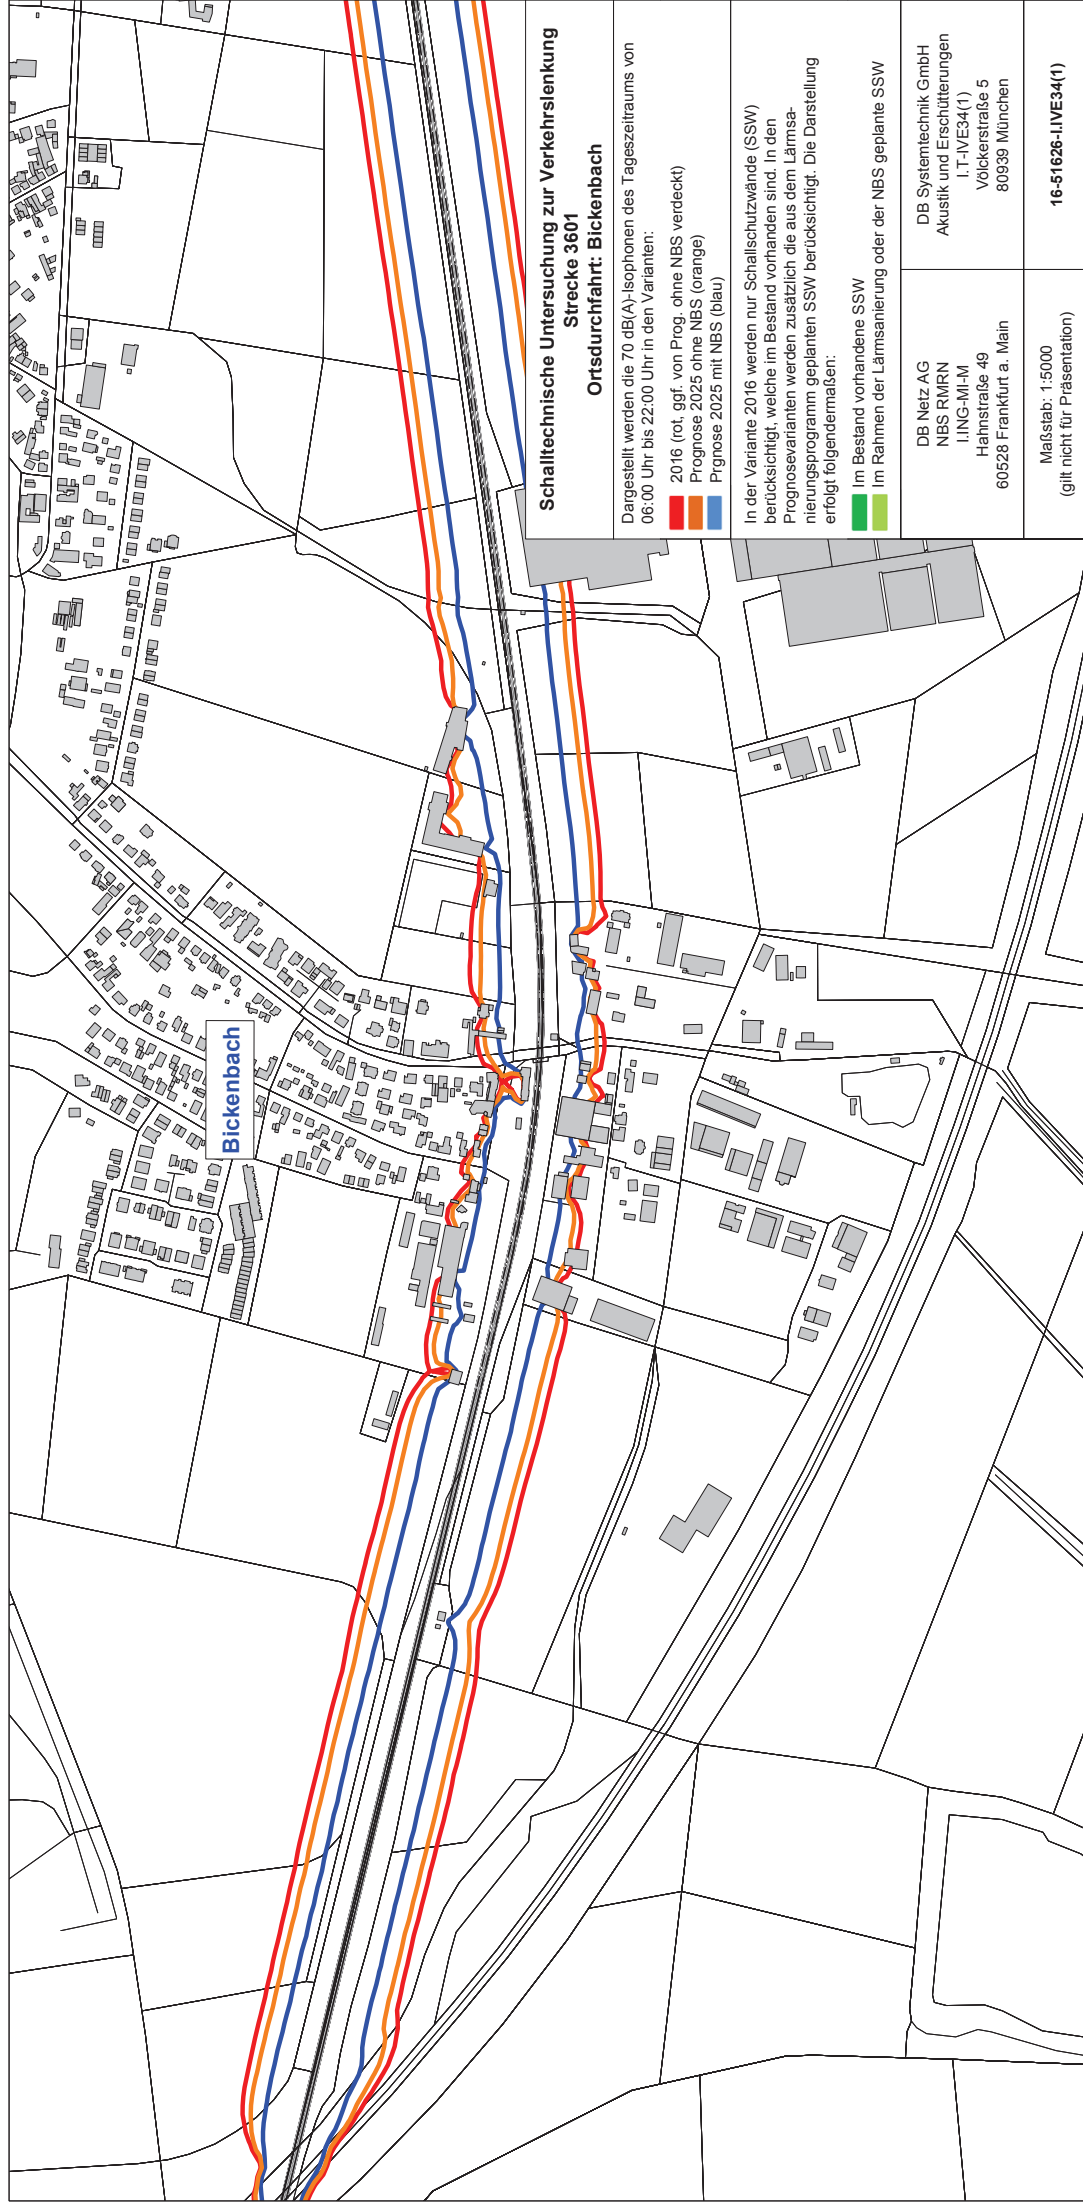 Bickenbach
Schalltechnische Untersuchung zur Verkehrslenkung
Strecke 3601
Ortsdurchfahrt: Bickenbach
Dargestellt werden die 70 dB(A)-Isophonen des Tageszeitraums von
06:00 Uhr bis 22:00 Uhr in den Varianten:
2016 (rot, ggf. von Prog. ohne NBS verdeckt)
Prognose 2025 ohne NBS (orange)
Prgnose 2025 mit NBS (blau)
In der Variante 2016 werden nur Schallschutzwände (SSW)
berücksichtigt, welche im Bestand vorhanden sind. In den
Prognosevarianten werden zusätzlich die aus dem Lärmsa-
nierungsprogramm geplanten SSW berücksichtigt. Die Darstellung
erfolgt folgendermaßen:
Im Bestand vorhandene SSW
Im Rahmen der Lärmsanierung oder der NBS geplante SSW
DB Netz AG
NBS RMRN
I.ING-MI-M
Hahnstraße 49
60528 Frankfurt a. Main
DB Systemtechnik GmbH
Akustik und Erschütterungen
I.T-IVE34(1)
Völckerstraße 5
80939 München
Maßstab: 1:5000
(gilt nicht für Präsentation)
16-51626-I.IVE34(1)